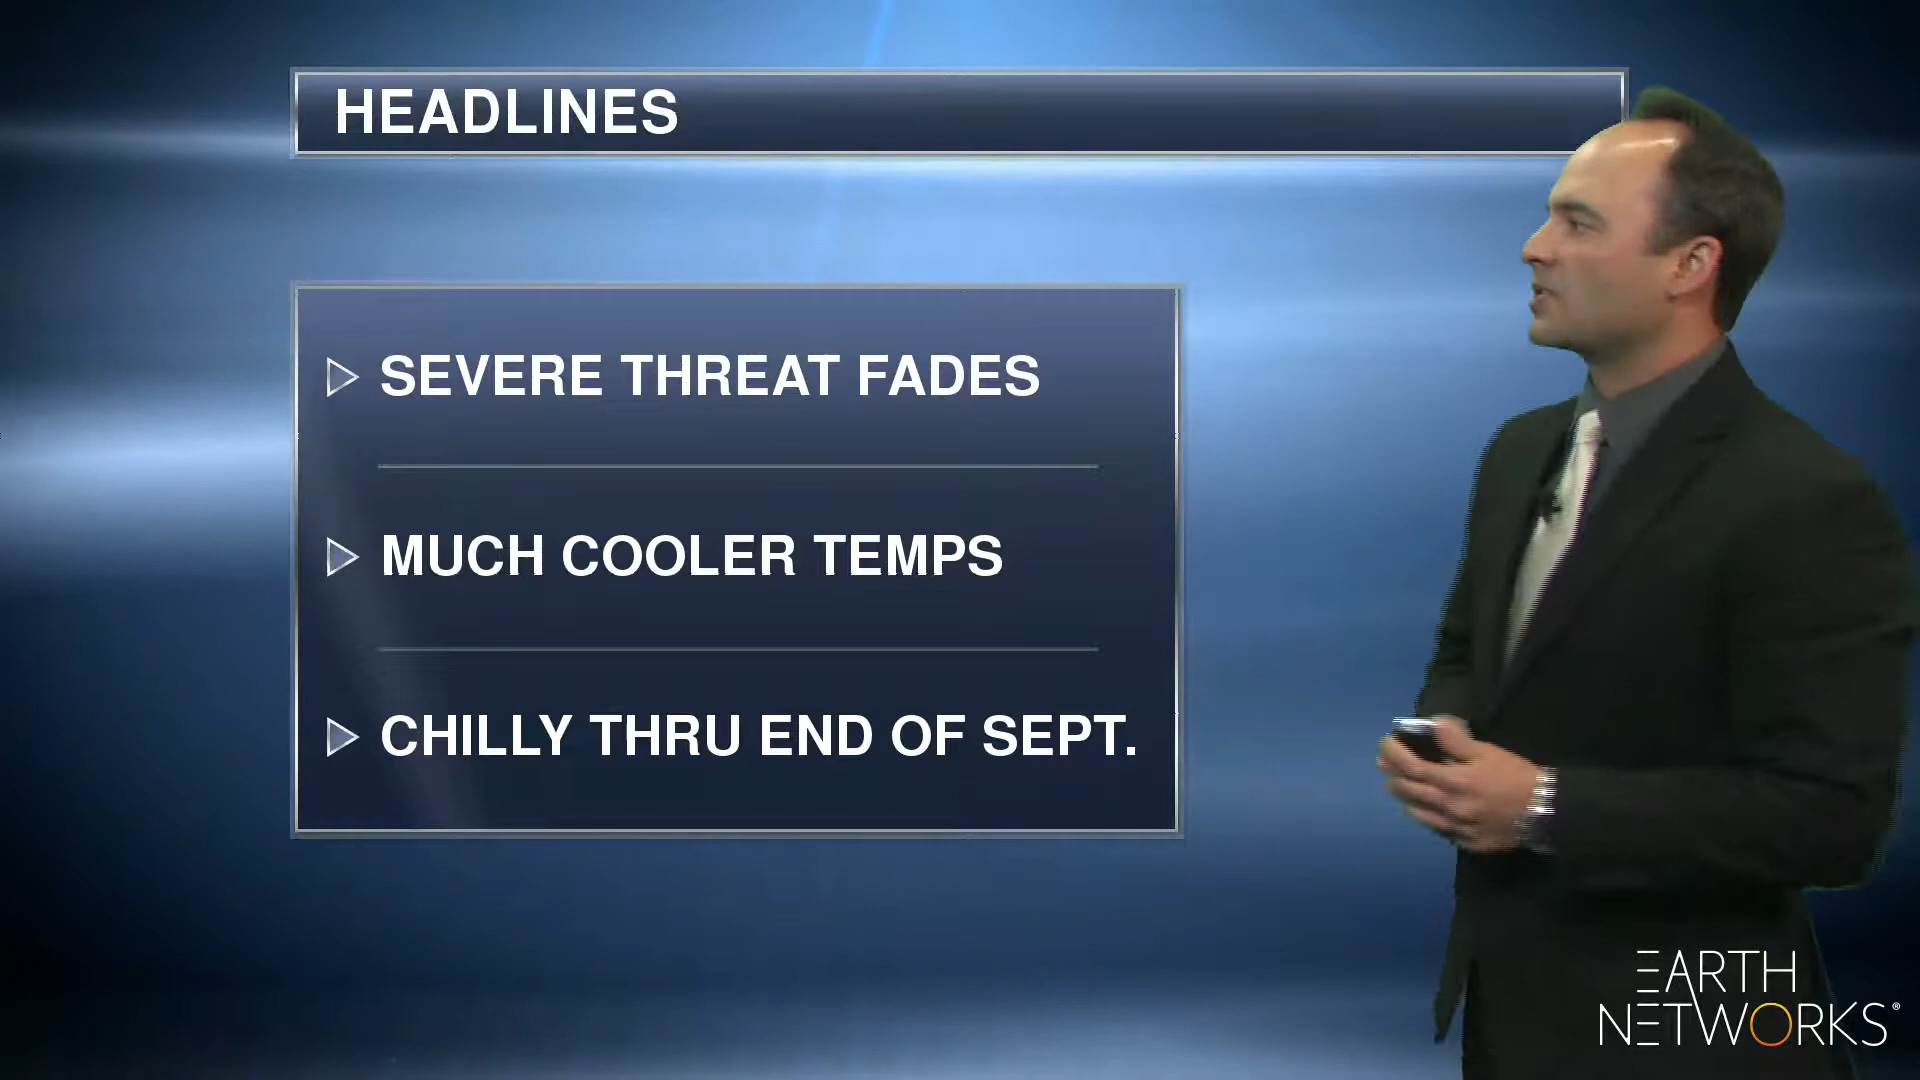 HEADLINES
SEVERE THREAT FADES
MUCH COOLER TEMPS
CHILLY THRU END OF SEPT.
EARTH
NETWORKS®